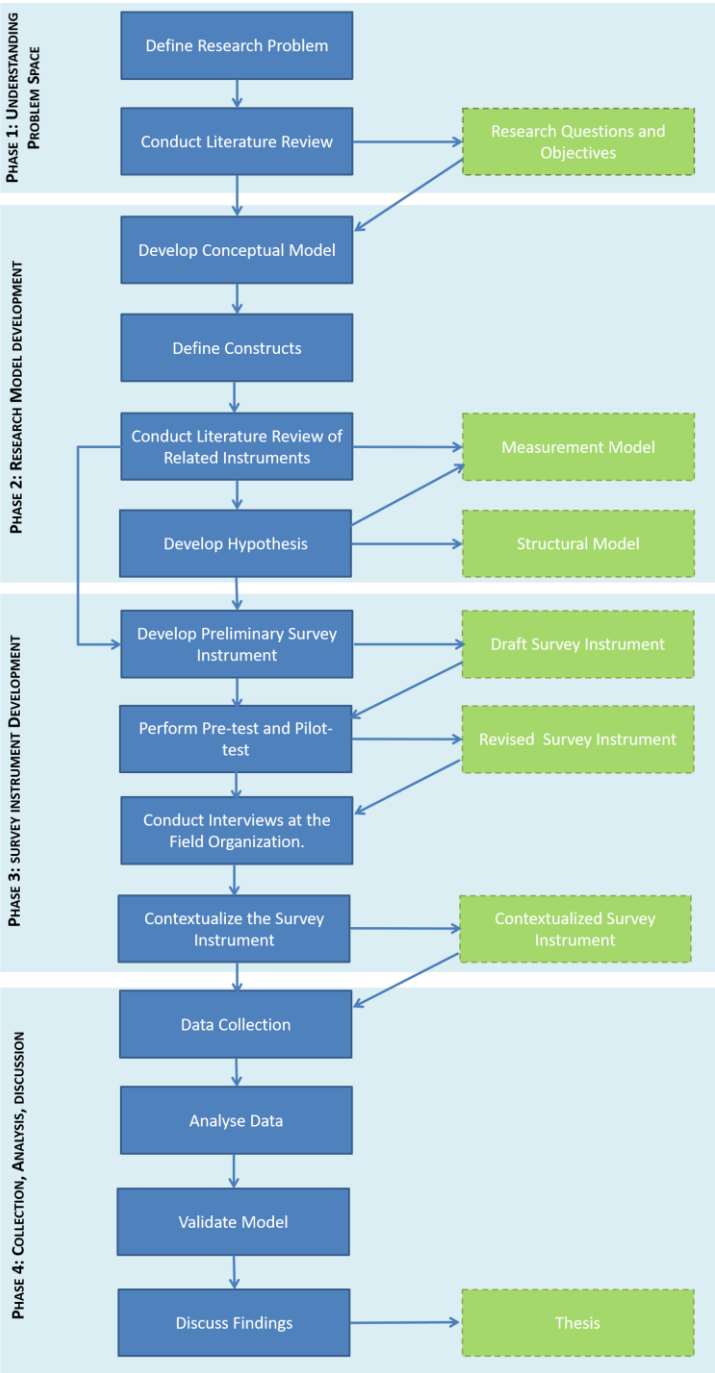 PHASE 1: UNDERSTANDING
PROBLEM SPACE
Define Research Problem
Conduct Literature Review
Research Questions and
Objectives
PHASE 2: RESEARCH MODEL DEVELOPMENT
Develop Conceptual Model
Define Constructs
Conduct Literature Review of
Related Instruments
Measurement Model
Develop Hypothesis
Structural Model
PHASE 3: SURVEY INSTRUMENT DEVELOPMENT
Develop Preliminary Survey
Instrument
Draft Survey Instrument
Perform Pre-test and Pilot-
test
Revised  Survey Instrument
Conduct Interviews at the
Field Organization.
Contextualize the Survey
Instrument
Contextualized Survey
Instrument
PHASE 4: COLLECTION, ANALYSIS, DISCUSSION
Data Collection
Analyse Data
Validate Model
Discuss Findings
Thesis